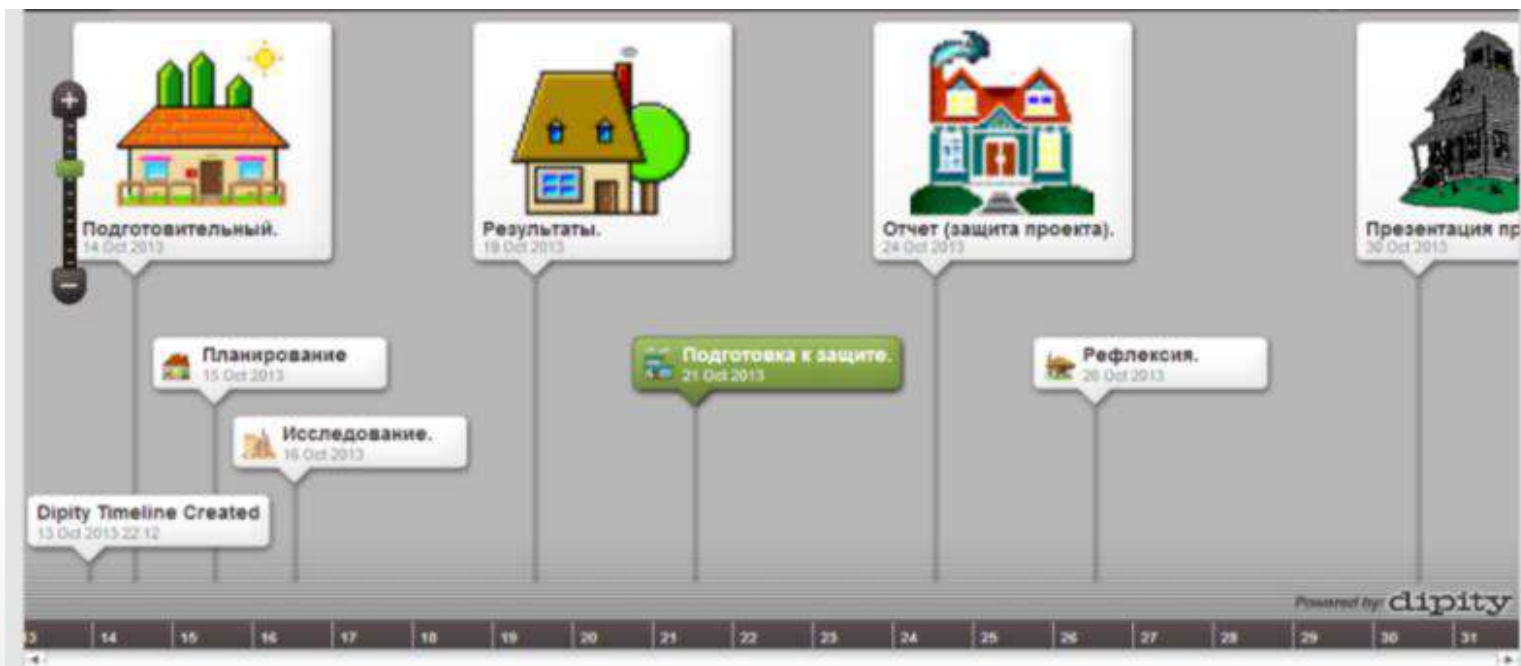 Подготовительный.
14 Oct 2013
Результаты.
19 Oct 2013
Отчет (защита проекта).
24 Oct 2013
Презентация пр
30 Oct 2013
Планирование
15 Oct 2013
Подготовка к защите.
21 Oct 2013
Рефлексия.
26 Oct 2013
Исследование.
16 Oct 2013
Dipity Timeline Created
13 Oct 2013 22:12
Powered by: dipity
13 14 15 16 17 18 19 20 21 22 23 24 25 26 27 28 29 30 31